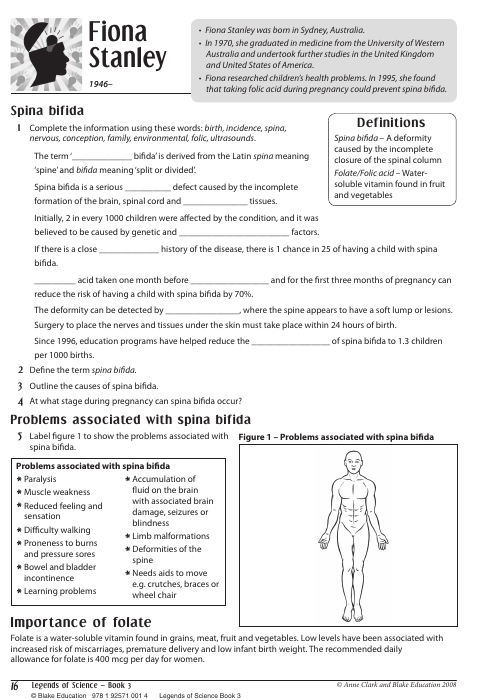 Fiona
Stanley
1946–
• Fiona Stanley was born in Sydney, Australia.
• In 1970, she graduated in medicine from the University of Western
Australia and undertook further studies in the United Kingdom
and United States of America.
• Fiona researched children's health problems. In 1995, she found
that taking folic acid during pregnancy could prevent spina bifida.
Spina bifida
1 Complete the information using these words: birth, incidence, spina,
nervous, conception, family, environmental, folic, ultrasounds.
The term '_____________ bifida' is derived from the Latin spina meaning
'spine' and bifida meaning 'split or divided'.
Spina bifida is a serious __________ defect caused by the incomplete
formation of the brain, spinal cord and ______________ tissues.
Initially, 2 in every 1000 children were affected by the condition, and it was
believed to be caused by genetic and ________________________ factors.
If there is a close _____________ history of the disease, there is 1 chance in 25 of having a child with spina
bifida.
_________ acid taken one month before _________________ and for the first three months of pregnancy can
reduce the risk of having a child with spina bifida by 70%.
The deformity can be detected by ________________, where the spine appears to have a soft lump or lesions.
Surgery to place the nerves and tissues under the skin must take place within 24 hours of birth.
Since 1996, education programs have helped reduce the _________________ of spina bifida to 1.3 children
per 1000 births.
Definitions
Spina bifida – A deformity
caused by the incomplete
closure of the spinal column
Folate/Folic acid – Water-
soluble vitamin found in fruit
and vegetables
2 Define the term spina bifida.
3 Outline the causes of spina bifida.
4 At what stage during pregnancy can spina bifida occur?
Problems associated with spina bifida
5 Label figure 1 to show the problems associated with
spina bifida.
Problems associated with spina bifida
* Paralysis
* Muscle weakness
* Reduced feeling and
sensation
* Difficulty walking
* Proneness to burns
and pressure sores
* Bowel and bladder
incontinence
* Learning problems
* Accumulation of
fluid on the brain
with associated brain
damage, seizures or
blindness
* Limb malformations
* Deformities of the
spine
* Needs aids to move
e.g. crutches, braces or
wheel chair
Figure 1 – Problems associated with spina bifida
Importance of folate
Folate is a water-soluble vitamin found in grains, meat, fruit and vegetables. Low levels have been associated with
increased risk of miscarriages, premature delivery and low infant birth weight. The recommended daily
allowance for folate is 400 mcg per day for women.
16 Legends of Science – Book 3
© Anne Clark and Blake Education 2008
© Blake Education 978 1 92571 001 4 Legends of Science Book 3